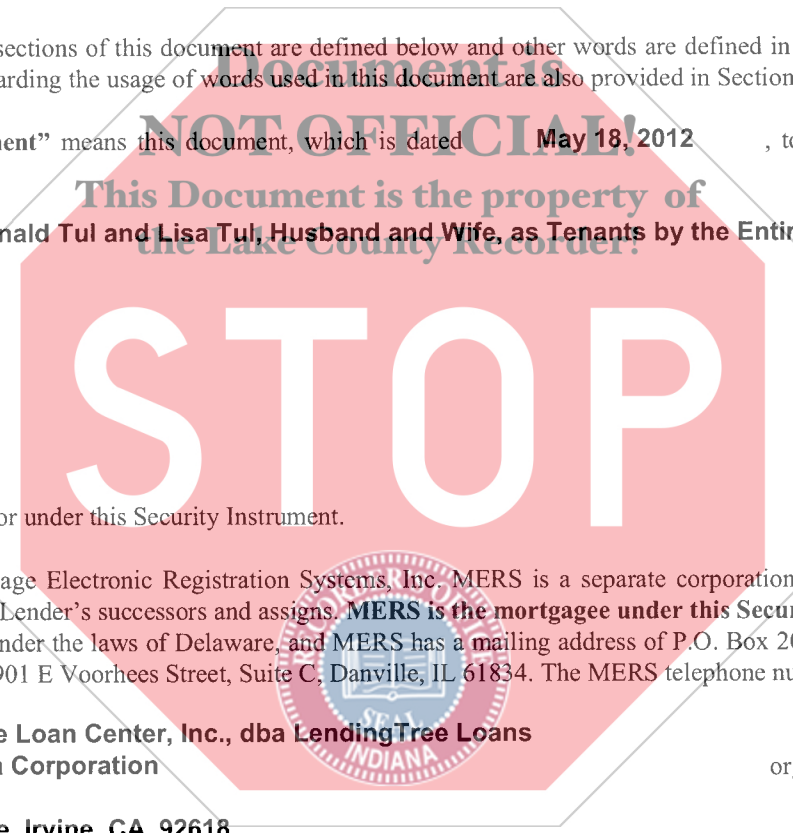 sections of this document are defined below and other words are defined in
arding the usage of words used in this document are also provided in Section
Document is
ent” means this document, which is dated May 18, 2012 , to
NOT OFFICIAL!
This Document is the property of
nald Tul and Lisa Tul, Husband and Wife, as Tenants by the Entir
the Lake County Recorder!
STOP
or under this Security Instrument.
age Electronic Registration Systems, Inc. MERS is a separate corporation
Lender’s successors and assigns. MERS is the mortgagee under this Secur
nder the laws of Delaware, and MERS has a mailing address of P.O. Box 20
901 E Voorhees Street, Suite C, Danville, IL 61834. The MERS telephone nu
RECORDER'S OFFICE
SEAL
INDIANA
e Loan Center, Inc., dba LendingTree Loans
Corporation
or
e, Irvine, CA 92618